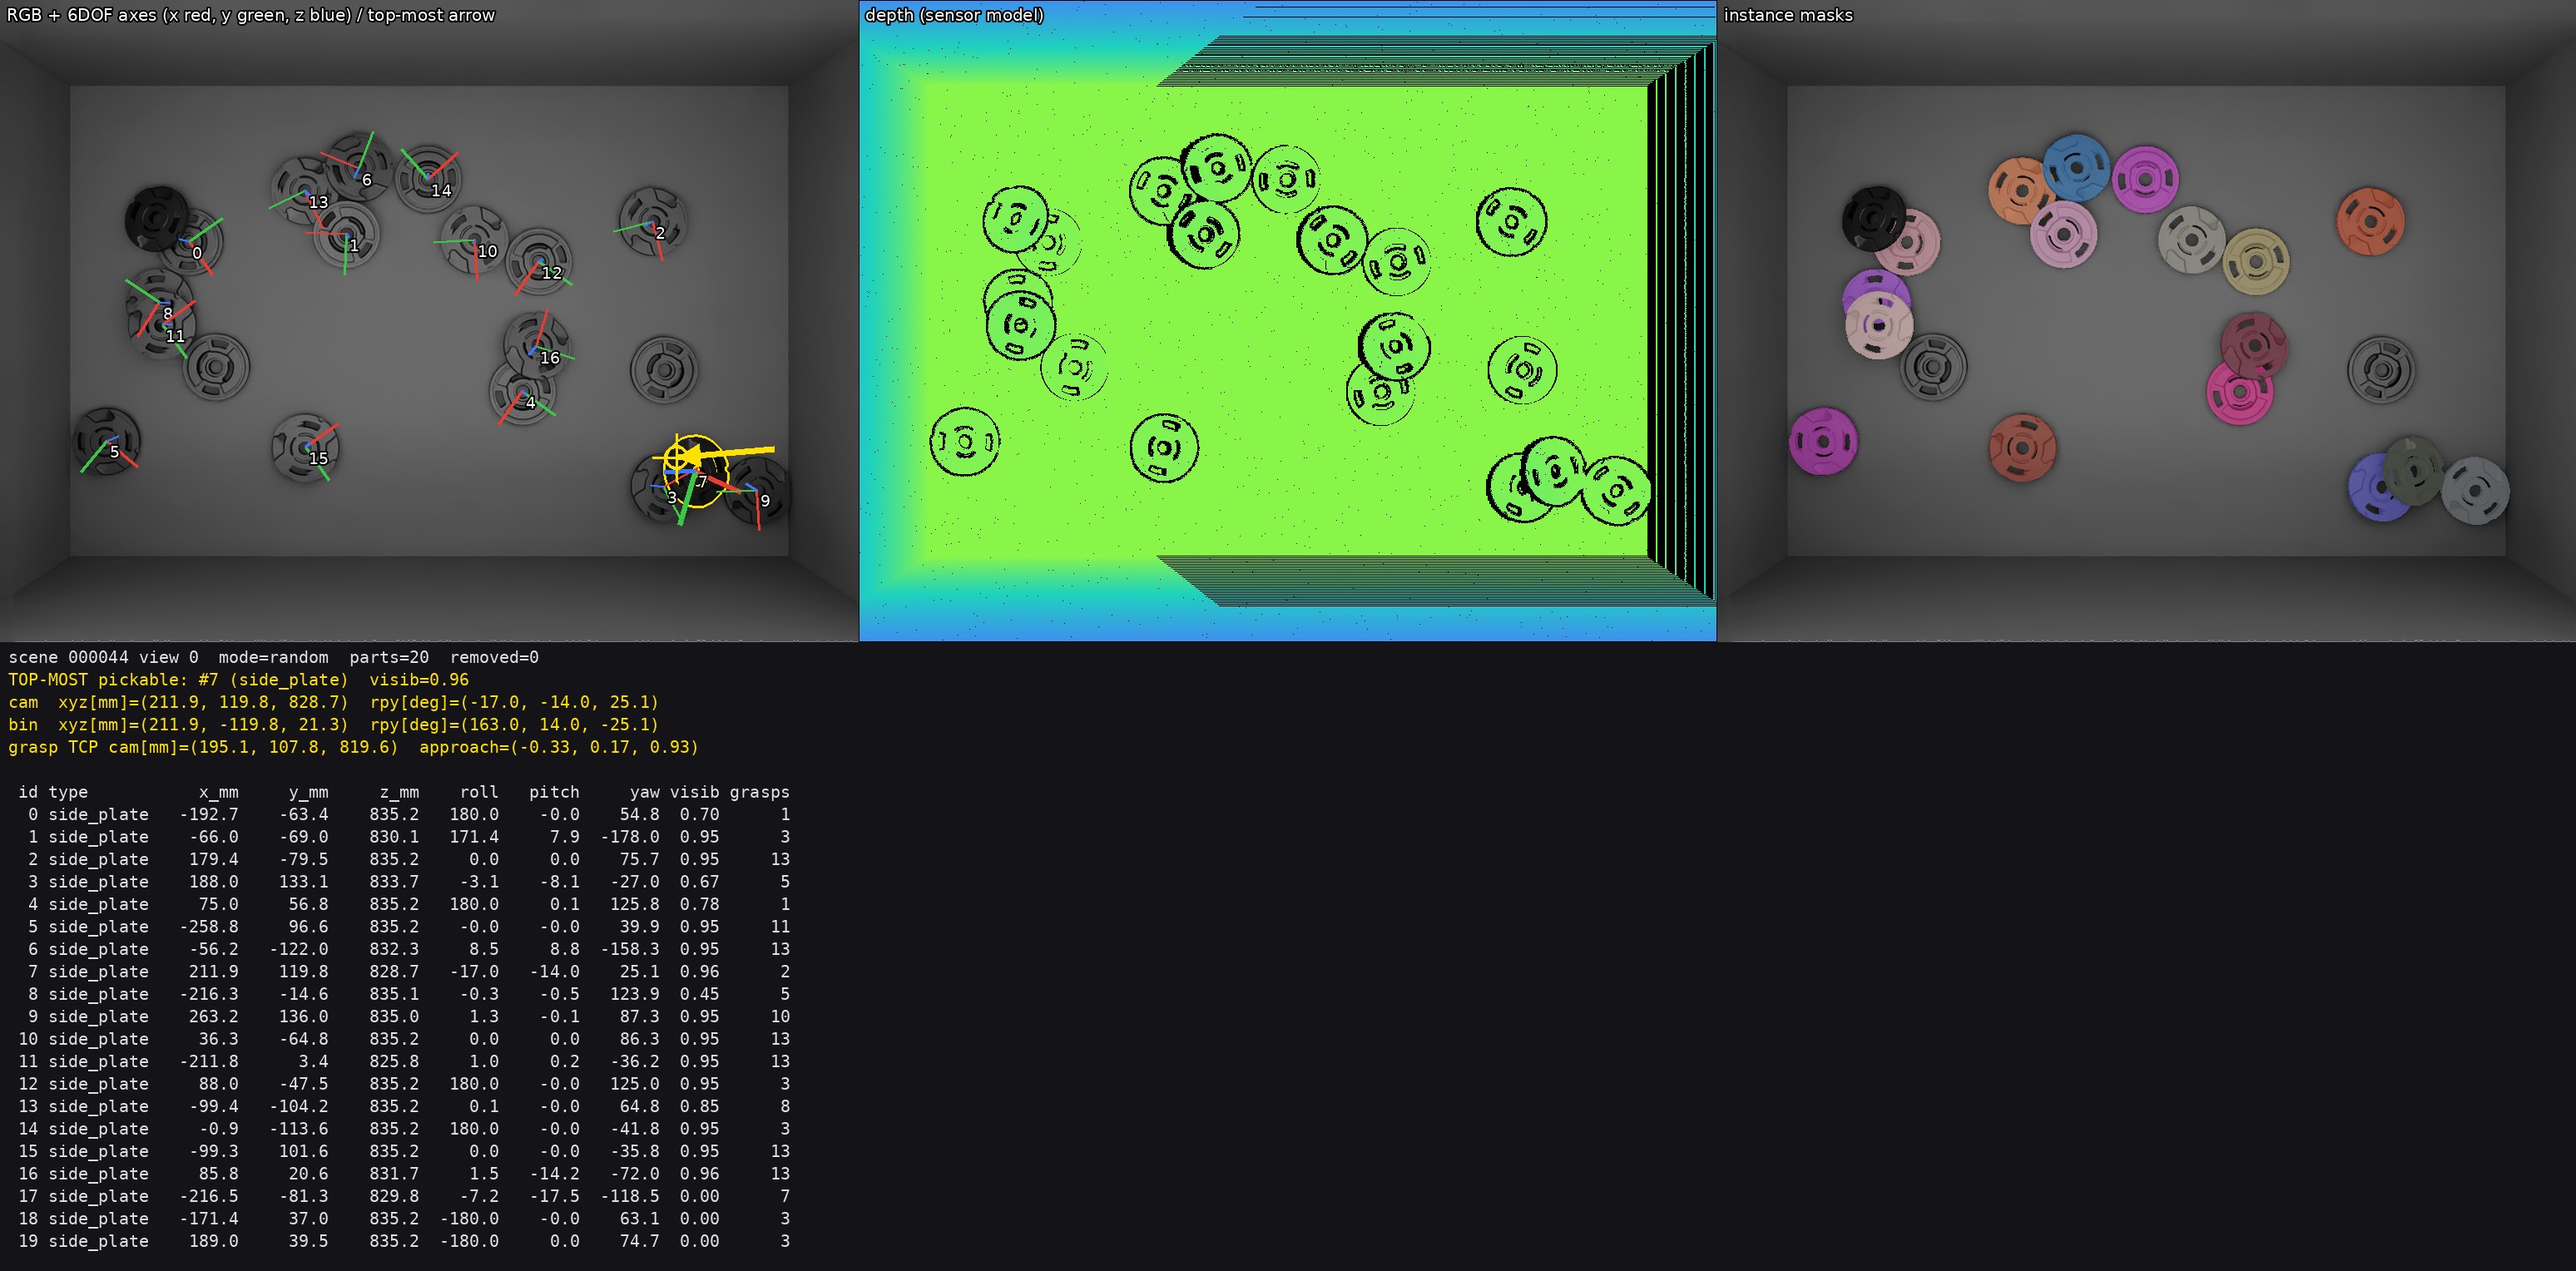 RGB + 6DOF axes (x red, y green, z blue) / top-most arrow
depth (sensor model)
instance masks
6
13
14
0
1
10
2
12
8
11
16
4
5
15
7
3
9
scene 000044 view 0  mode=random  parts=20  removed=0
TOP-MOST pickable: #7 (side_plate)  visib=0.96
cam  xyz[mm]=(211.9, 119.8, 828.7)  rpy[deg]=(-17.0, -14.0, 25.1)
bin  xyz[mm]=(211.9, -119.8, 21.3)  rpy[deg]=(163.0, 14.0, -25.1)
grasp TCP cam[mm]=(195.1, 107.8, 819.6)  approach=(-0.33, 0.17, 0.93)
id type x_mm y_mm z_mm roll pitch yaw visib grasps
0 side_plate -192.7 -63.4 835.2 180.0 -0.0 54.8 0.70 1
1 side_plate -66.0 -69.0 830.1 171.4 7.9 -178.0 0.95 3
2 side_plate 179.4 -79.5 835.2 0.0 0.0 75.7 0.95 13
3 side_plate 188.0 133.1 833.7 -3.1 -8.1 -27.0 0.67 5
4 side_plate 75.0 56.8 835.2 180.0 0.1 125.8 0.78 1
5 side_plate -258.8 96.6 835.2 -0.0 -0.0 39.9 0.95 11
6 side_plate -56.2 -122.0 832.3 8.5 8.8 -158.3 0.95 13
7 side_plate 211.9 119.8 828.7 -17.0 -14.0 25.1 0.96 2
8 side_plate -216.3 -14.6 835.1 -0.3 -0.5 123.9 0.45 5
9 side_plate 263.2 136.0 835.0 1.3 -0.1 87.3 0.95 10
10 side_plate 36.3 -64.8 835.2 0.0 0.0 86.3 0.95 13
11 side_plate -211.8 3.4 825.8 1.0 0.2 -36.2 0.95 13
12 side_plate 88.0 -47.5 835.2 180.0 -0.0 125.0 0.95 3
13 side_plate -99.4 -104.2 835.2 0.1 -0.0 64.8 0.85 8
14 side_plate -0.9 -113.6 835.2 180.0 -0.0 -41.8 0.95 3
15 side_plate -99.3 101.6 835.2 0.0 -0.0 -35.8 0.95 13
16 side_plate 85.8 20.6 831.7 1.5 -14.2 -72.0 0.96 13
17 side_plate -216.5 -81.3 829.8 -7.2 -17.5 -118.5 0.00 7
18 side_plate -171.4 37.0 835.2 -180.0 -0.0 63.1 0.00 3
19 side_plate 189.0 39.5 835.2 -180.0 0.0 74.7 0.00 3